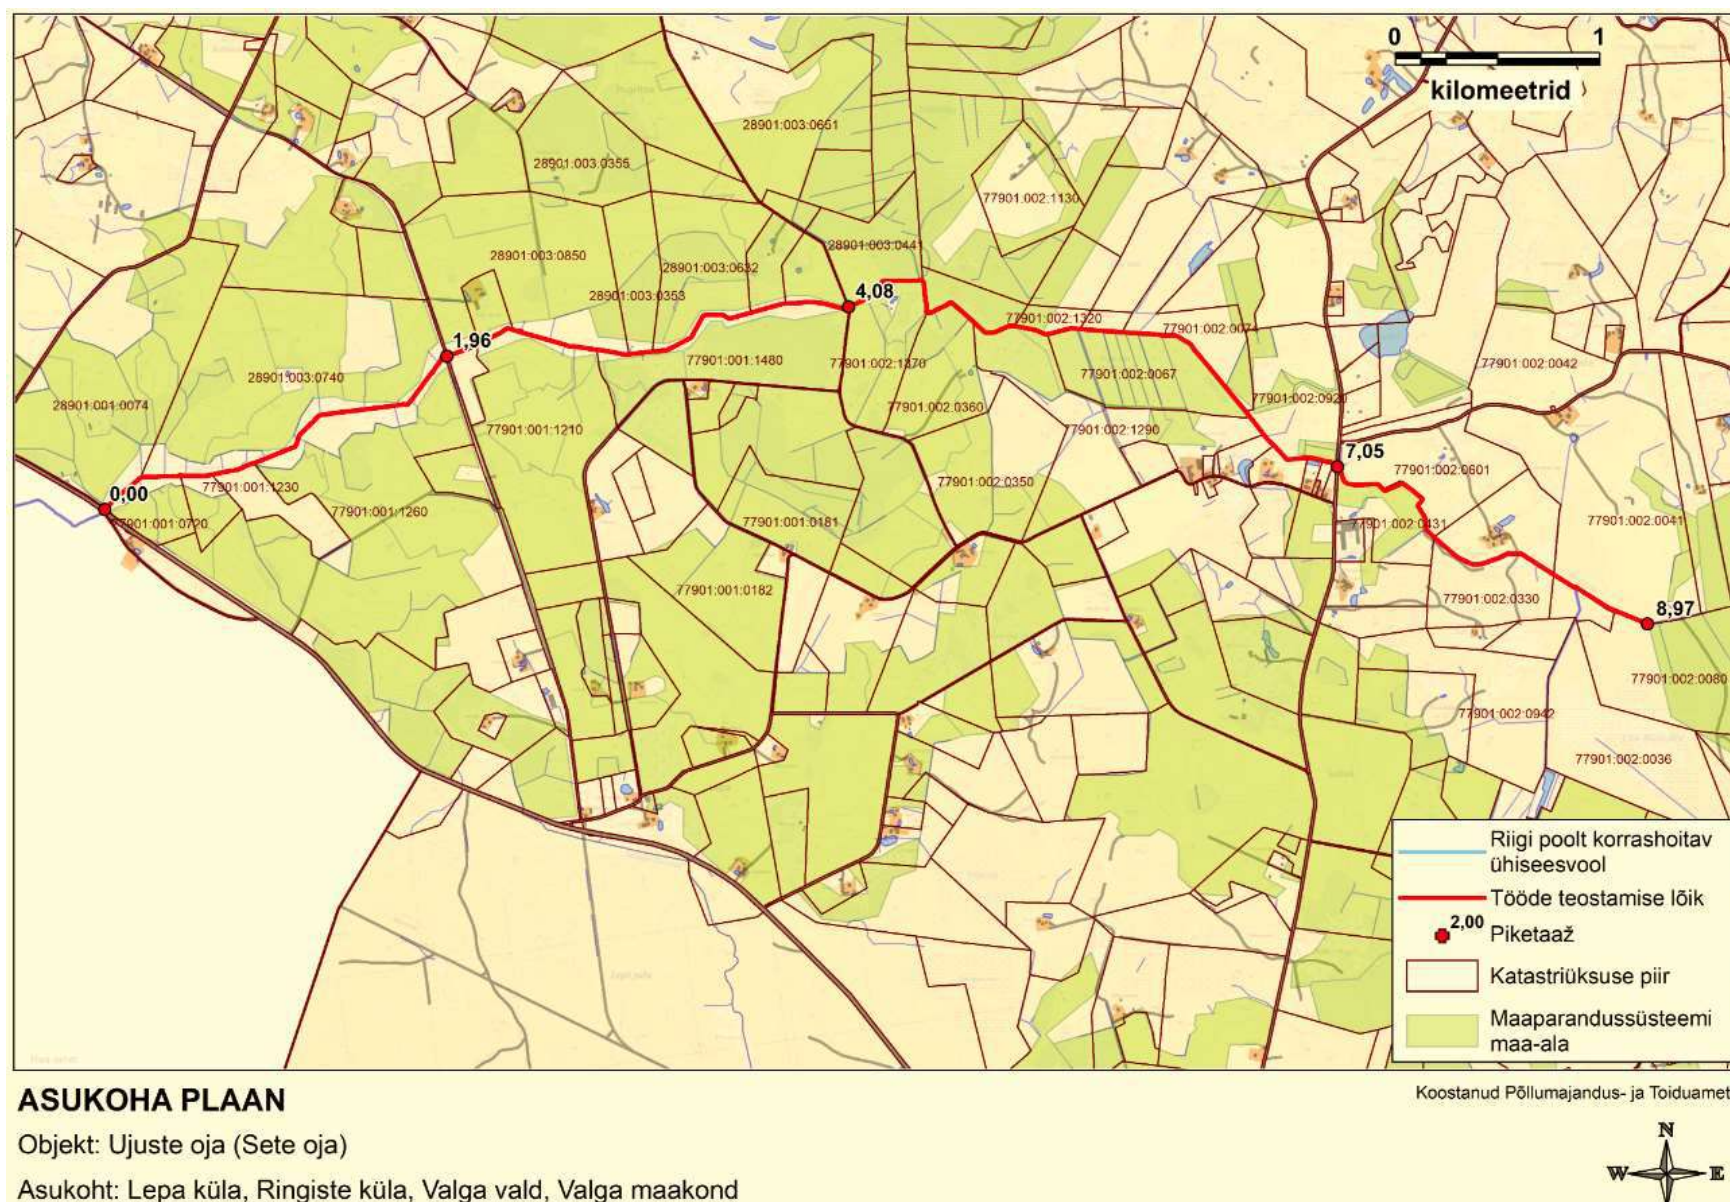 0 1
kilomeetrid
28901:003:0651
28901:003:0355
77901:002:1130
28901:003:0850
28901:003:0632
28901:003:0441
28901:003:0353
4,08
77901:002:1320
77901:002:0074
1,96
77901:001:1480
77901:002:1370
77901:002:0067
77901:002:0042
28901:003:0740
28901:001:0074
77901:002:0360
77901:002:0920
77901:001:1210
77901:002:1290
7,05
77901:002:0601
0,00
77901:001:1230
77901:002:0350
77901:001:1260
77901:001:0720
77901:001:0181
77901:002:0431
77901:002:0041
77901:001:0182
77901:002:0330
8,97
77901:002:0080
77901:002:0942
77901:002:0036
Riigi poolt korrashoitav
ühiseesvool
Tööde teostamise lõik
2,00 Piketaaž
Katastriüksuse piir
Maaparandussüsteemi
maa-ala
ASUKOHA PLAAN
Koostanud Põllumajandus- ja Toiduamet
Objekt: Ujuste oja (Sete oja)
N
W E
Asukoht: Lepa küla, Ringiste küla, Valga vald, Valga maakond